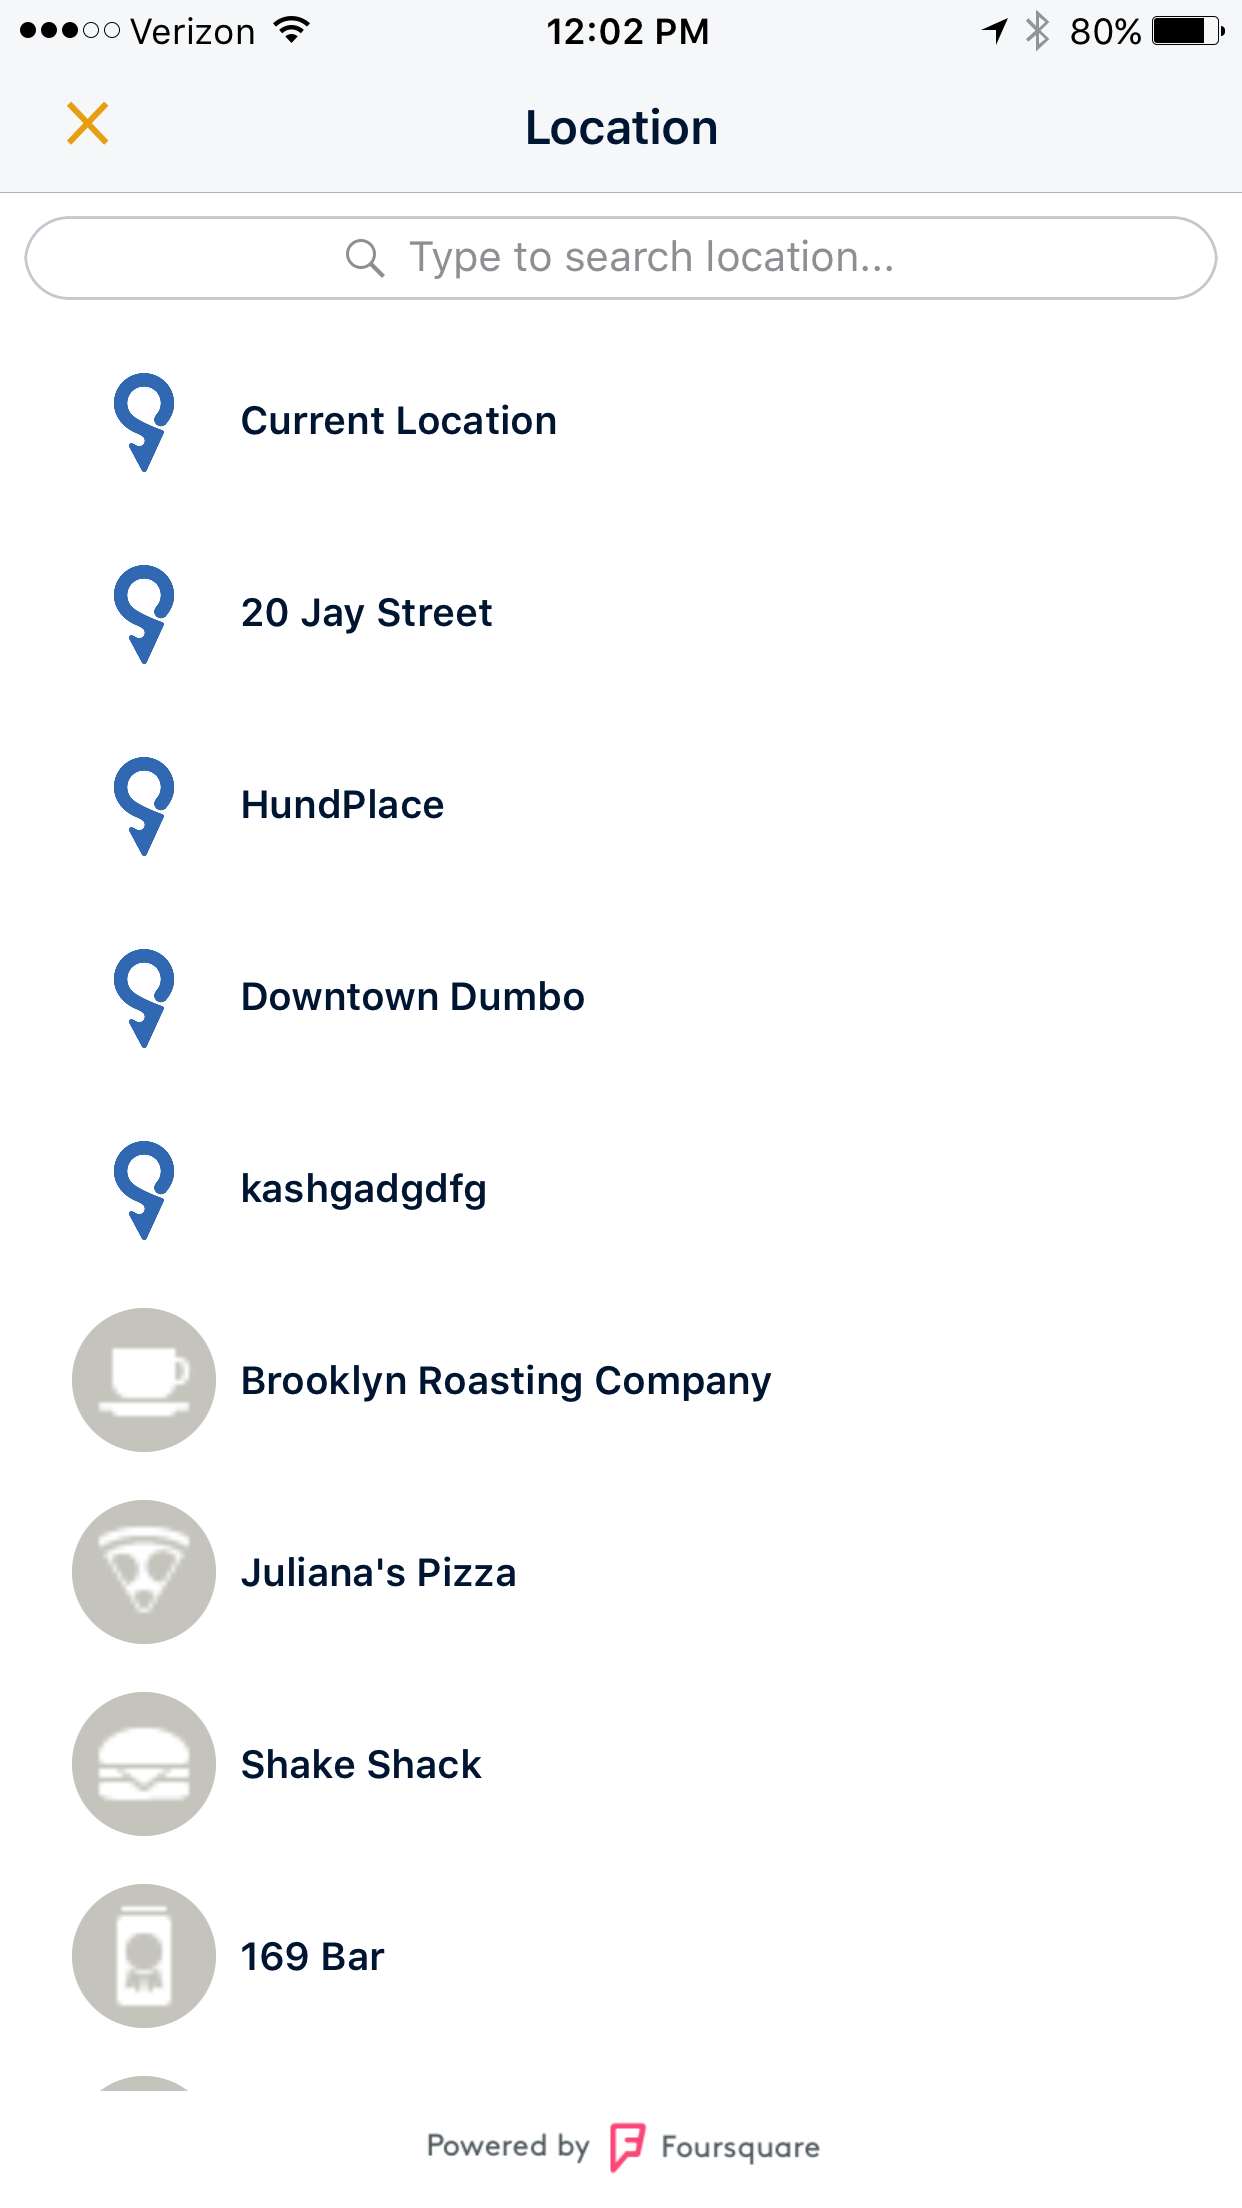 Verizon 12:02 PM 80%
Location
Type to search location...
Current Location
20 Jay Street
HundPlace
Downtown Dumbo
kashgadgdfg
Brooklyn Roasting Company
Juliana's Pizza
Shake Shack
169 Bar
Powered by Foursquare